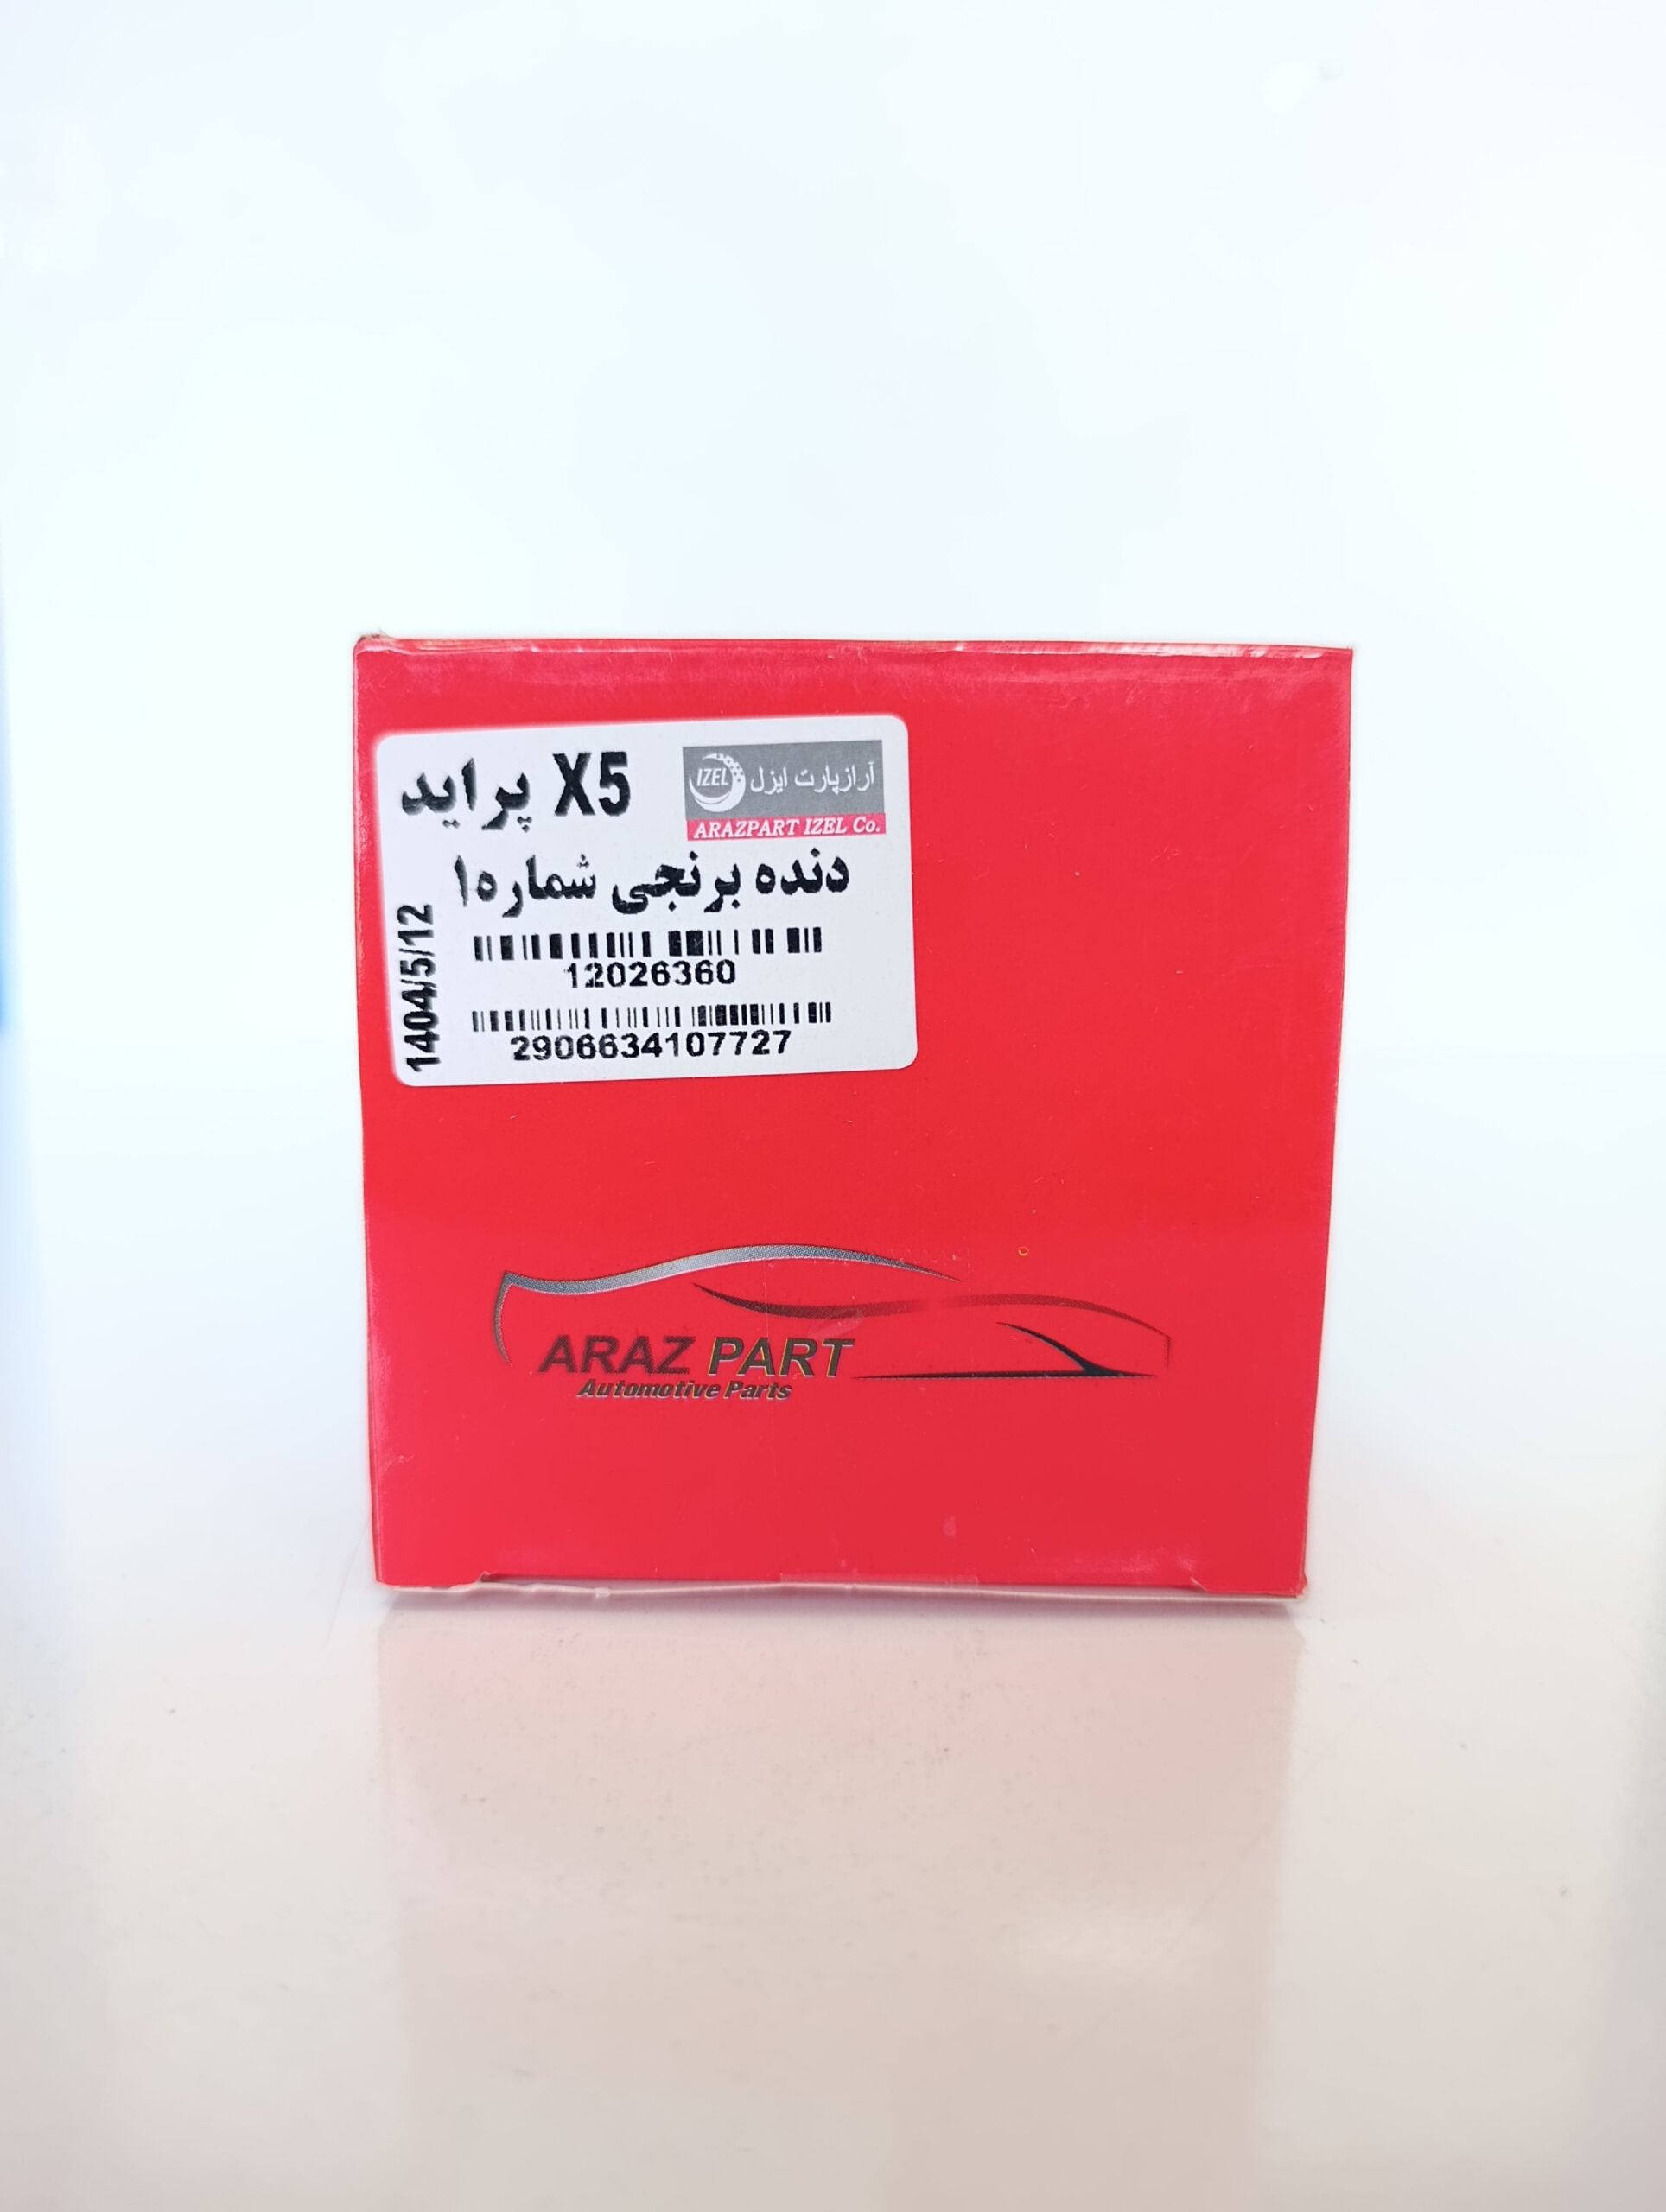 X5 پراید
IZEL آرازپارت ایزل
ARAZPART IZEL Co.
دنده برنجی شماره۱
12026360
2906634107727
1404/5/12
ARAZ PART
Automotive Parts